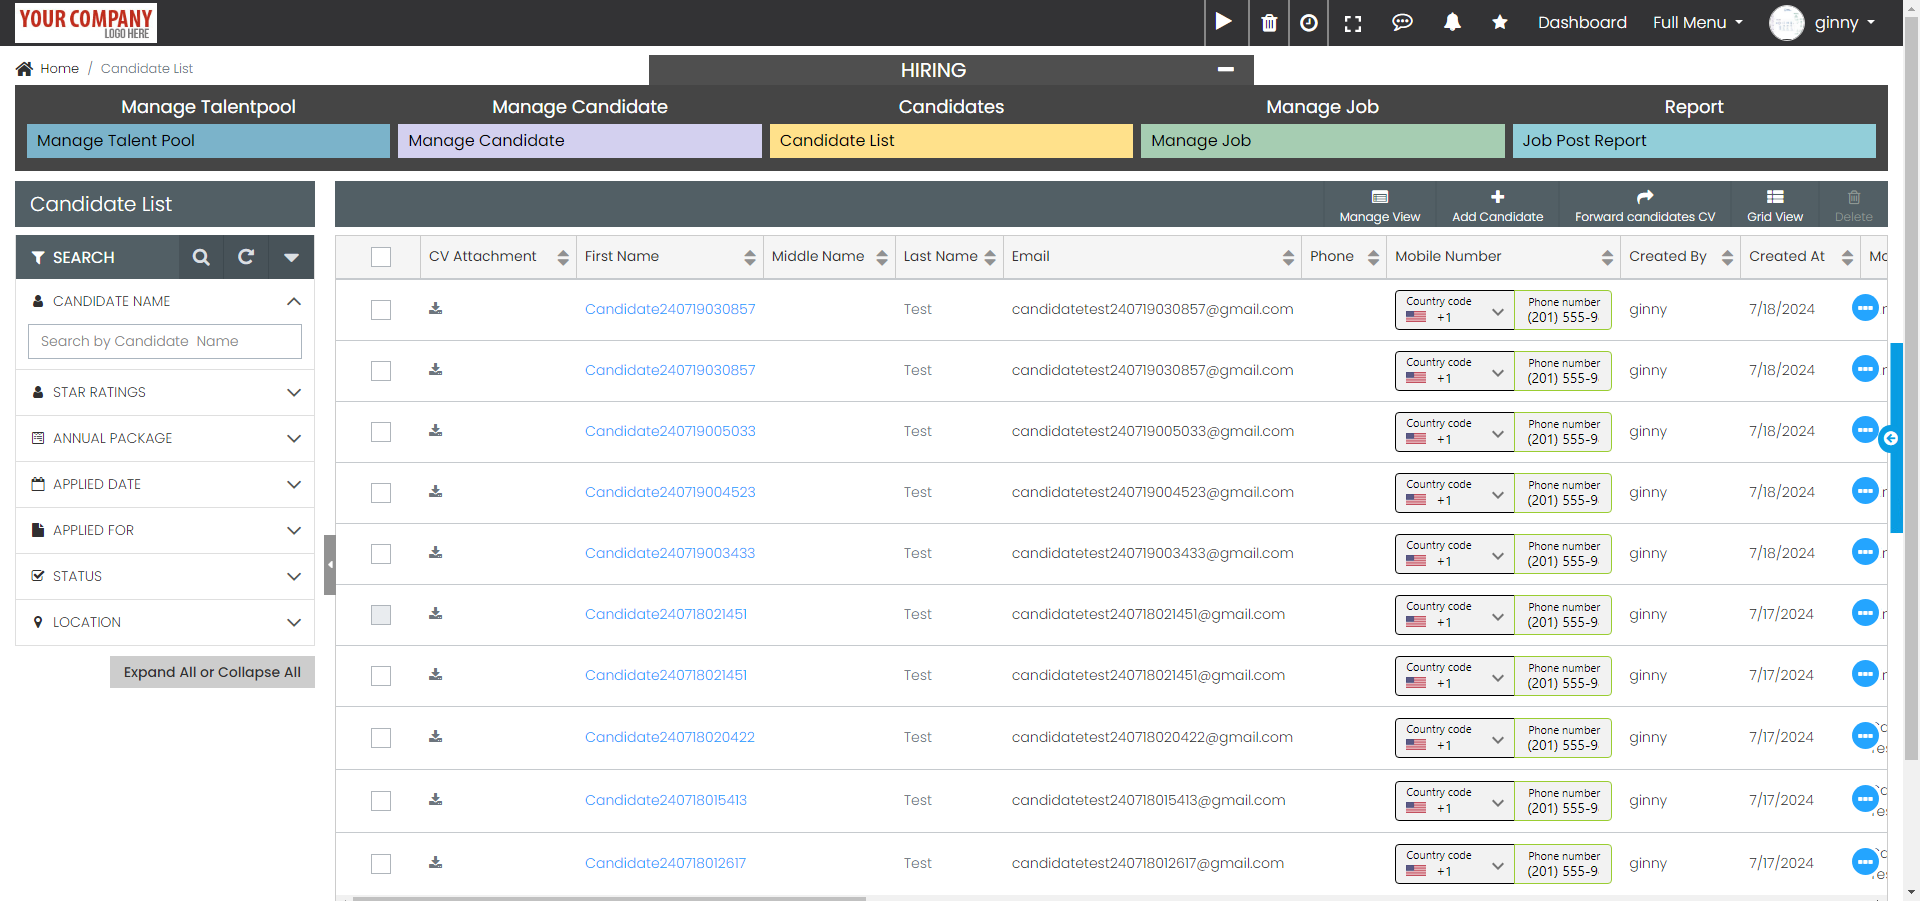 YOUR COMPANY
LOGO HERE
Dashboard
Full Menu
ginny
Home / Candidate List
HIRING
Manage Talentpool
Manage Candidate
Candidates
Manage Job
Report
Manage Talent Pool
Manage Candidate
Candidate List
Manage Job
Job Post Report
Candidate List
Manage View
Add Candidate
Forward candidates CV
Grid View
Delete
SEARCH
CANDIDATE NAME
Search by Candidate Name
STAR RATINGS
ANNUAL PACKAGE
APPLIED DATE
APPLIED FOR
STATUS
LOCATION
Expand All or Collapse All
CV Attachment First Name Middle Name Last Name Email Phone Mobile Number Created By Created At
Candidate240719030857 Test candidatetest240719030857@gmail.com Country code +1 Phone number (201) 555-9 ginny 7/18/2024
Candidate240719030857 Test candidatetest240719030857@gmail.com Country code +1 Phone number (201) 555-9 ginny 7/18/2024
Candidate240719005033 Test candidatetest240719005033@gmail.com Country code +1 Phone number (201) 555-9 ginny 7/18/2024
Candidate240719004523 Test candidatetest240719004523@gmail.com Country code +1 Phone number (201) 555-9 ginny 7/18/2024
Candidate240719003433 Test candidatetest240719003433@gmail.com Country code +1 Phone number (201) 555-9 ginny 7/18/2024
Candidate240718021451 Test candidatetest240718021451@gmail.com Country code +1 Phone number (201) 555-9 ginny 7/17/2024
Candidate240718021451 Test candidatetest240718021451@gmail.com Country code +1 Phone number (201) 555-9 ginny 7/17/2024
Candidate240718020422 Test candidatetest240718020422@gmail.com Country code +1 Phone number (201) 555-9 ginny 7/17/2024
Candidate240718015413 Test candidatetest240718015413@gmail.com Country code +1 Phone number (201) 555-9 ginny 7/17/2024
Candidate240718012617 Test candidatetest240718012617@gmail.com Country code +1 Phone number (201) 555-9 ginny 7/17/2024